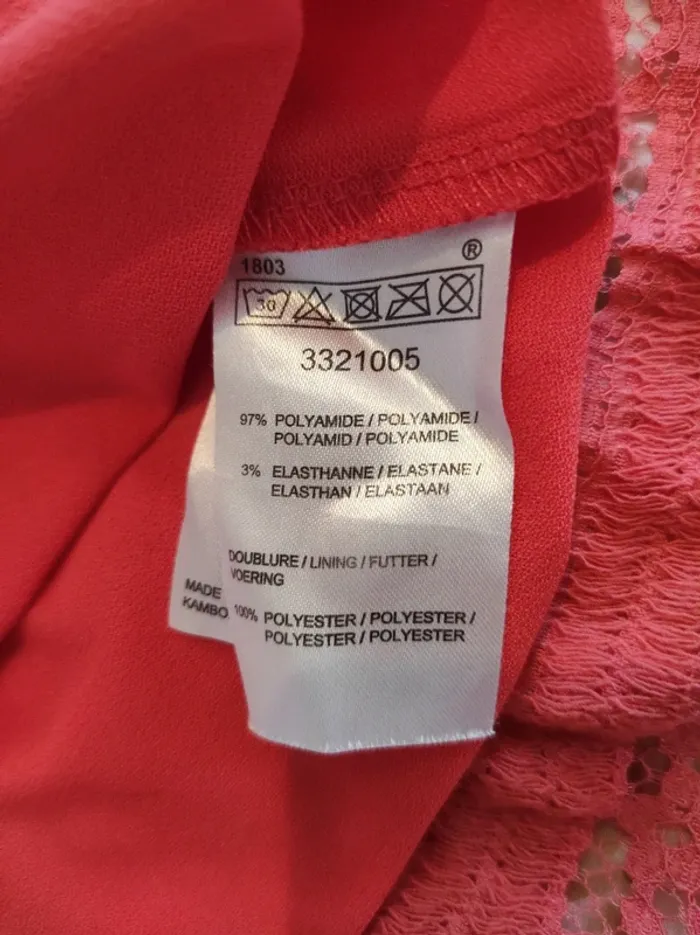 1803
®
30
3321005
97% POLYAMIDE / POLYAMIDE /
POLYAMID / POLYAMIDE
3% ELASTHANNE / ELASTANE /
ELASTHAN / ELASTAAN
DOUBLURE / LINING / FUTTER /
VOERING
100% POLYESTER / POLYESTER /
POLYESTER / POLYESTER
MADE
KAMBO